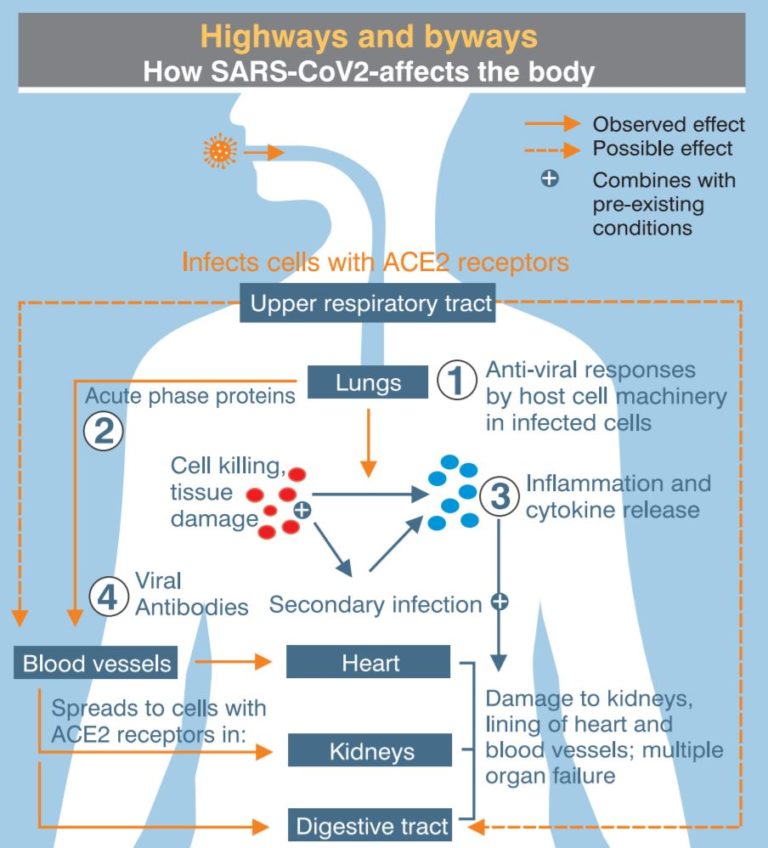 Highways and byways
How SARS-CoV2-affects the body
Observed effect
Possible effect
Combines with
pre-existing
conditions
Infects cells with ACE2 receptors
Upper respiratory tract
Lungs
1
Anti-viral responses
by host cell machinery
in infected cells
Acute phase proteins
2
Cell killing,
tissue
damage
3
Inflammation and
cytokine release
4
Viral
Antibodies
Secondary infection
Blood vessels
Heart
Spreads to cells with
ACE2 receptors in:
Kidneys
Damage to kidneys,
lining of heart and
blood vessels; multiple
organ failure
Digestive tract